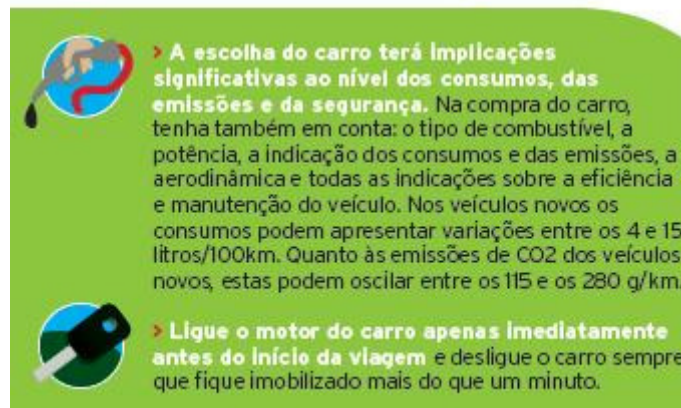 > A escolha do carro terá implicações
significativas ao nível dos consumos, das
emissões e da segurança. Na compra do carro,
tenha também em conta: o tipo de combustível, a
potência, a indicação dos consumos e das emissões, a
aerodinâmica e todas as indicações sobre a eficiência
e manutenção do veículo. Nos veículos novos os
consumos podem apresentar variações entre os 4 e 15
litros/100km. Quanto às emissões de CO2 dos veículos
novos, estas podem oscilar entre os 115 e os 280 g/km.
> Ligue o motor do carro apenas imediatamente
antes do início da viagem e desligue o carro sempre
que fique imobilizado mais do que um minuto.